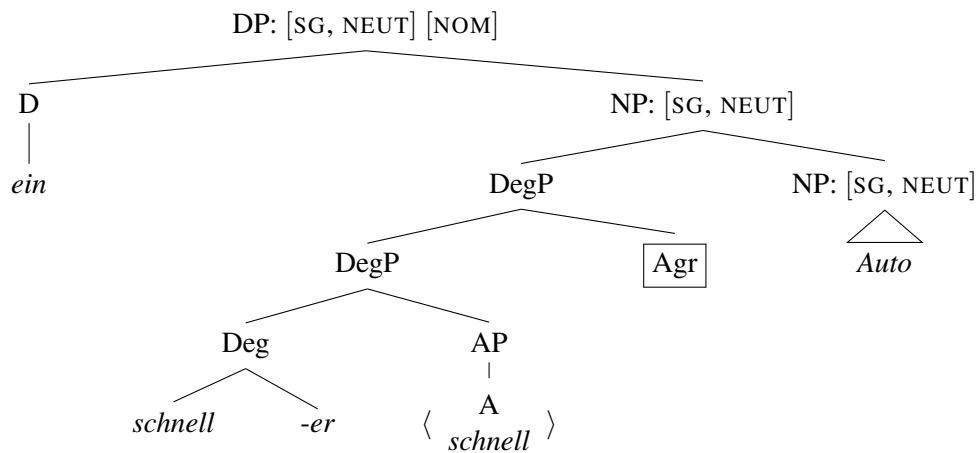 DP: [SG, NEUT] [NOM]
D NP: [SG, NEUT]
ein DegP NP: [SG, NEUT]
DegP Agr Auto
Deg AP
schnell -er ⟨ A ⟩
schnell